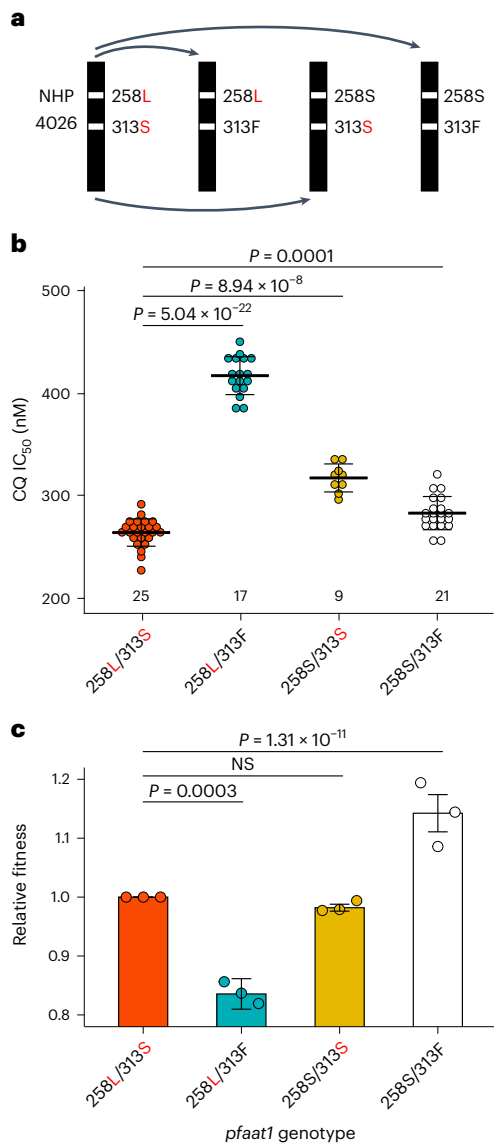 a
NHP
4026
258L 258L 258S 258S
313S 313F 313S 313F
b
P = 0.0001
P = 8.94 × 10⁻⁸
P = 5.04 × 10⁻²²
CQ IC₅₀ (nM)
500
400
300
200
25 17 9 21
258L/313S 258L/313F 258S/313S 258S/313F
c
P = 1.31 × 10⁻¹¹
NS
P = 0.0003
Relative fitness
1.2
1.1
1.0
0.9
0.8
258L/313S 258L/313F 258S/313S 258S/313F
pfaat1 genotype